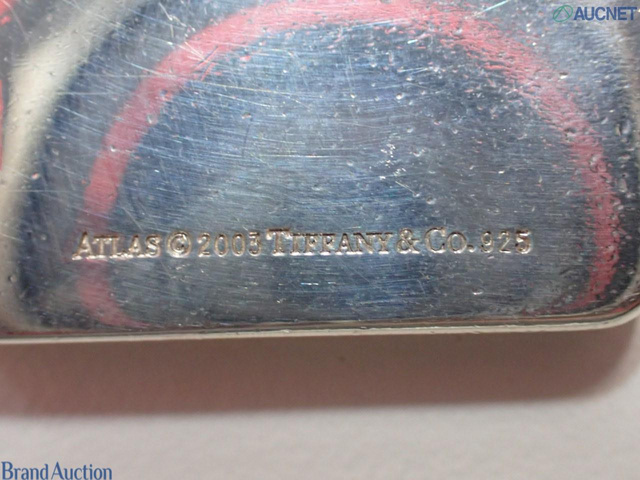 AUCNET
ATLAS © 2003 TIFFANY & CO. 925
Brand Auction